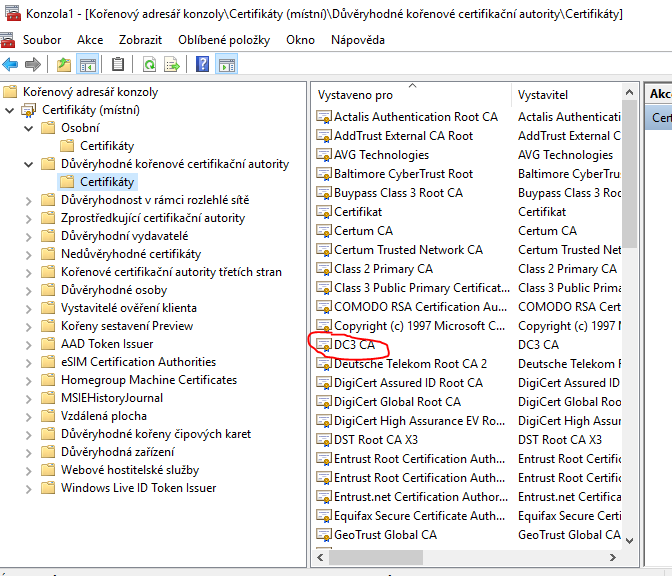 Konzola1 - [Kořenový adresář konzoly\Certifikáty (místní)\Důvěryhodné kořenové certifikační autority\Certifikáty]
Soubor Akce Zobrazit Oblíbené položky Okno Nápověda
Kořenový adresář konzoly
Certifikáty (místní)
Osobní
Certifikáty
Důvěryhodné kořenové certifikační autority
Certifikáty
Důvěryhodnost v rámci rozlehlé sítě
Zprostředkující certifikační autority
Důvěryhodní vydavatelé
Nedůvěryhodné certifikáty
Kořenové certifikační autority třetích stran
Důvěryhodné osoby
Vystavitelé ověření klienta
Kořeny sestavení Preview
AAD Token Issuer
eSIM Certification Authorities
Homegroup Machine Certificates
MSIEHistoryJournal
Vzdálená plocha
Důvěryhodné kořeny čipových karet
Důvěryhodná zařízení
Webové hostitelské služby
Windows Live ID Token Issuer
Vystaveno pro Vystavitel
Actalis Authentication Root CA Actalis Authenticati
AddTrust External CA Root AddTrust External C
AVG Technologies AVG Technologies
Baltimore CyberTrust Root Baltimore CyberTrus
Buypass Class 3 Root CA Buypass Class 3 Root
Certifikat Certifikat
Certum CA Certum CA
Certum Trusted Network CA Certum Trusted Net
Class 2 Primary CA Class 2 Primary CA
Class 3 Public Primary Certificat... Class 3 Public Prima
COMODO RSA Certification Au... COMODO RSA Certif
Copyright (c) 1997 Microsoft C... Copyright (c) 1997 M
DC3 CA DC3 CA
Deutsche Telekom Root CA 2 Deutsche Telekom F
DigiCert Assured ID Root CA DigiCert Assured ID
DigiCert Global Root CA DigiCert Global Roo
DigiCert High Assurance EV Ro... DigiCert High Assur
DST Root CA X3 DST Root CA X3
Entrust Root Certification Auth... Entrust Root Certific
Entrust Root Certification Auth... Entrust Root Certific
Entrust.net Certification Author... Entrust.net Certifica
Equifax Secure Certificate Auth... Equifax Secure Certi
GeoTrust Global CA GeoTrust Global CA
Akc
Cert